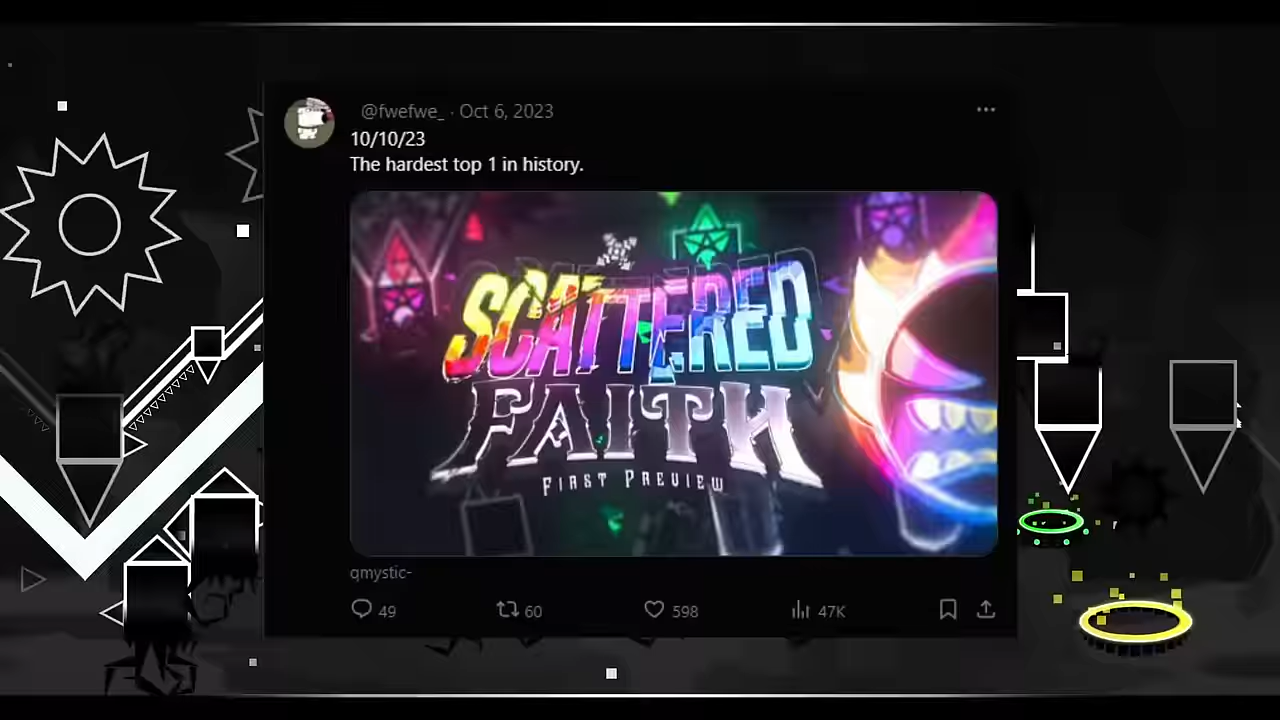 @fwefwe_ · Oct 6, 2023
10/10/23
The hardest top 1 in history.
SCATTERED
FAITH
FIRST PREVIEW
qmystic-
49 60 598 47K